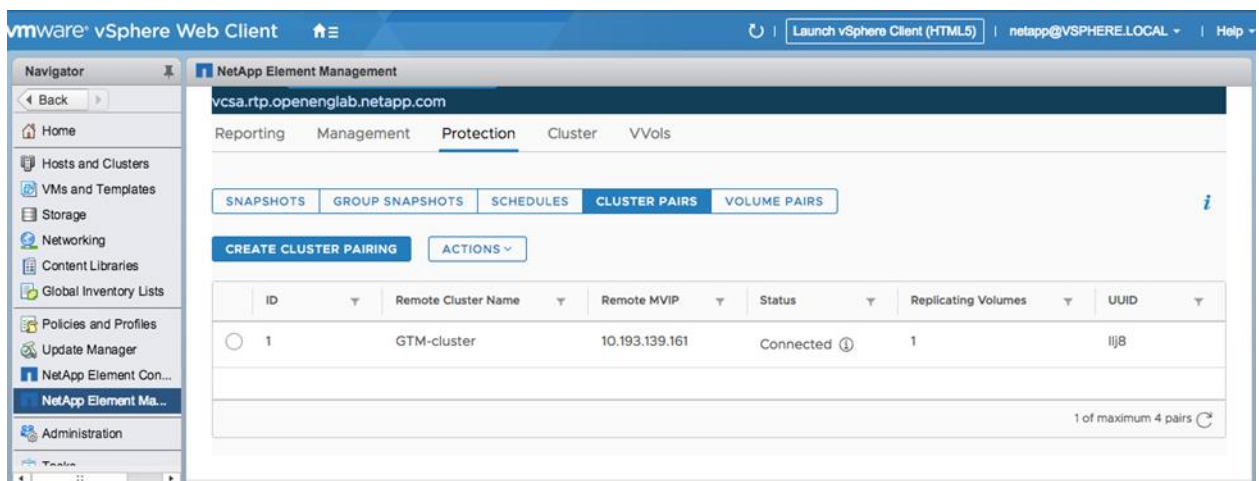 vmware® vSphere Web Client
Launch vSphere Client (HTML5) | netapp@VSPHERE.LOCAL | Help
Navigator
Back
Home
Hosts and Clusters
VMs and Templates
Storage
Networking
Content Libraries
Global Inventory Lists
Policies and Profiles
Update Manager
NetApp Element Con...
NetApp Element Ma...
Administration
Tasks
NetApp Element Management
vcsa.rtp.openenglab.netapp.com
Reporting Management Protection Cluster VVols
SNAPSHOTS GROUP SNAPSHOTS SCHEDULES CLUSTER PAIRS VOLUME PAIRS i
CREATE CLUSTER PAIRING ACTIONS
ID Remote Cluster Name Remote MVIP Status Replicating Volumes UUID
1 GTM-cluster 10.193.139.161 Connected 1
1 of maximum 4 pairs